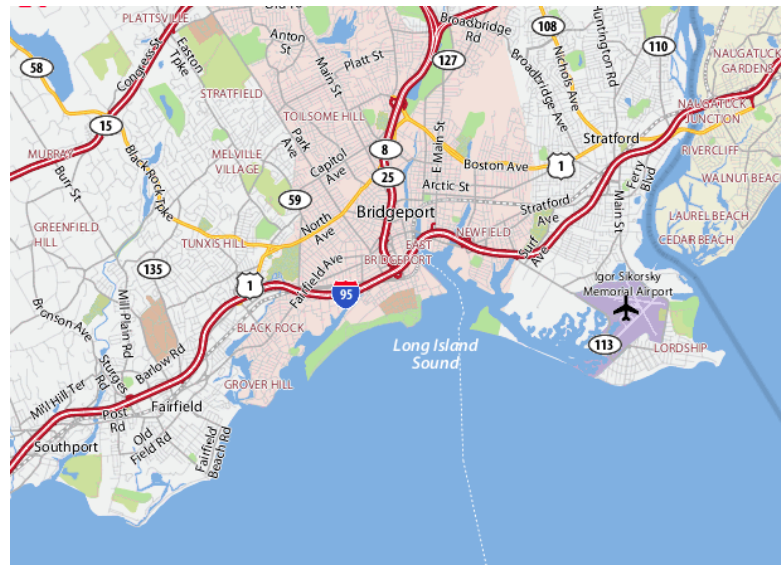 PLATTSVILLE
Anton
St
Main St
Platt St
127
Broadbridge
Rd
108
Huntington Rd
110
NAUGATUCK
GARDENS
58
Congress St
Easton
Tpke
STRATFIELD
Nichols Ave
Broadbridge Ave
NAUGATUCK
JUNCTION
15
TOILSOME HILL
Park
Ave
8
E Main St
Stratford
RIVERCLIFF
MURRAY
Burr St
Black Rock Tpke
MELVILLE
VILLAGE
Capitol
Ave
25
Boston Ave
1
WALNUT BEACH
59
Arctic St
Ferry
Blvd
Bridgeport
Stratford
Ave
Main St
LAUREL BEACH
GREENFIELD
HILL
North
Ave
NEWFIELD
CEDAR BEACH
TUNXIS HILL
EAST
BRIDGEPORT
Surf
Ave
135
Fairfield Ave
1
95
Igor Sikorsky
Memorial Airport
Bronson Ave
Mill Plain Rd
BLACK ROCK
Long Island
Sound
113
LORDSHIP
Sturges
Rd
Barlow Rd
GROVER HILL
Mill Hill Ter
Post
Rd
Fairfield
Old
Field Rd
Fairfield
Beach Rd
Southport